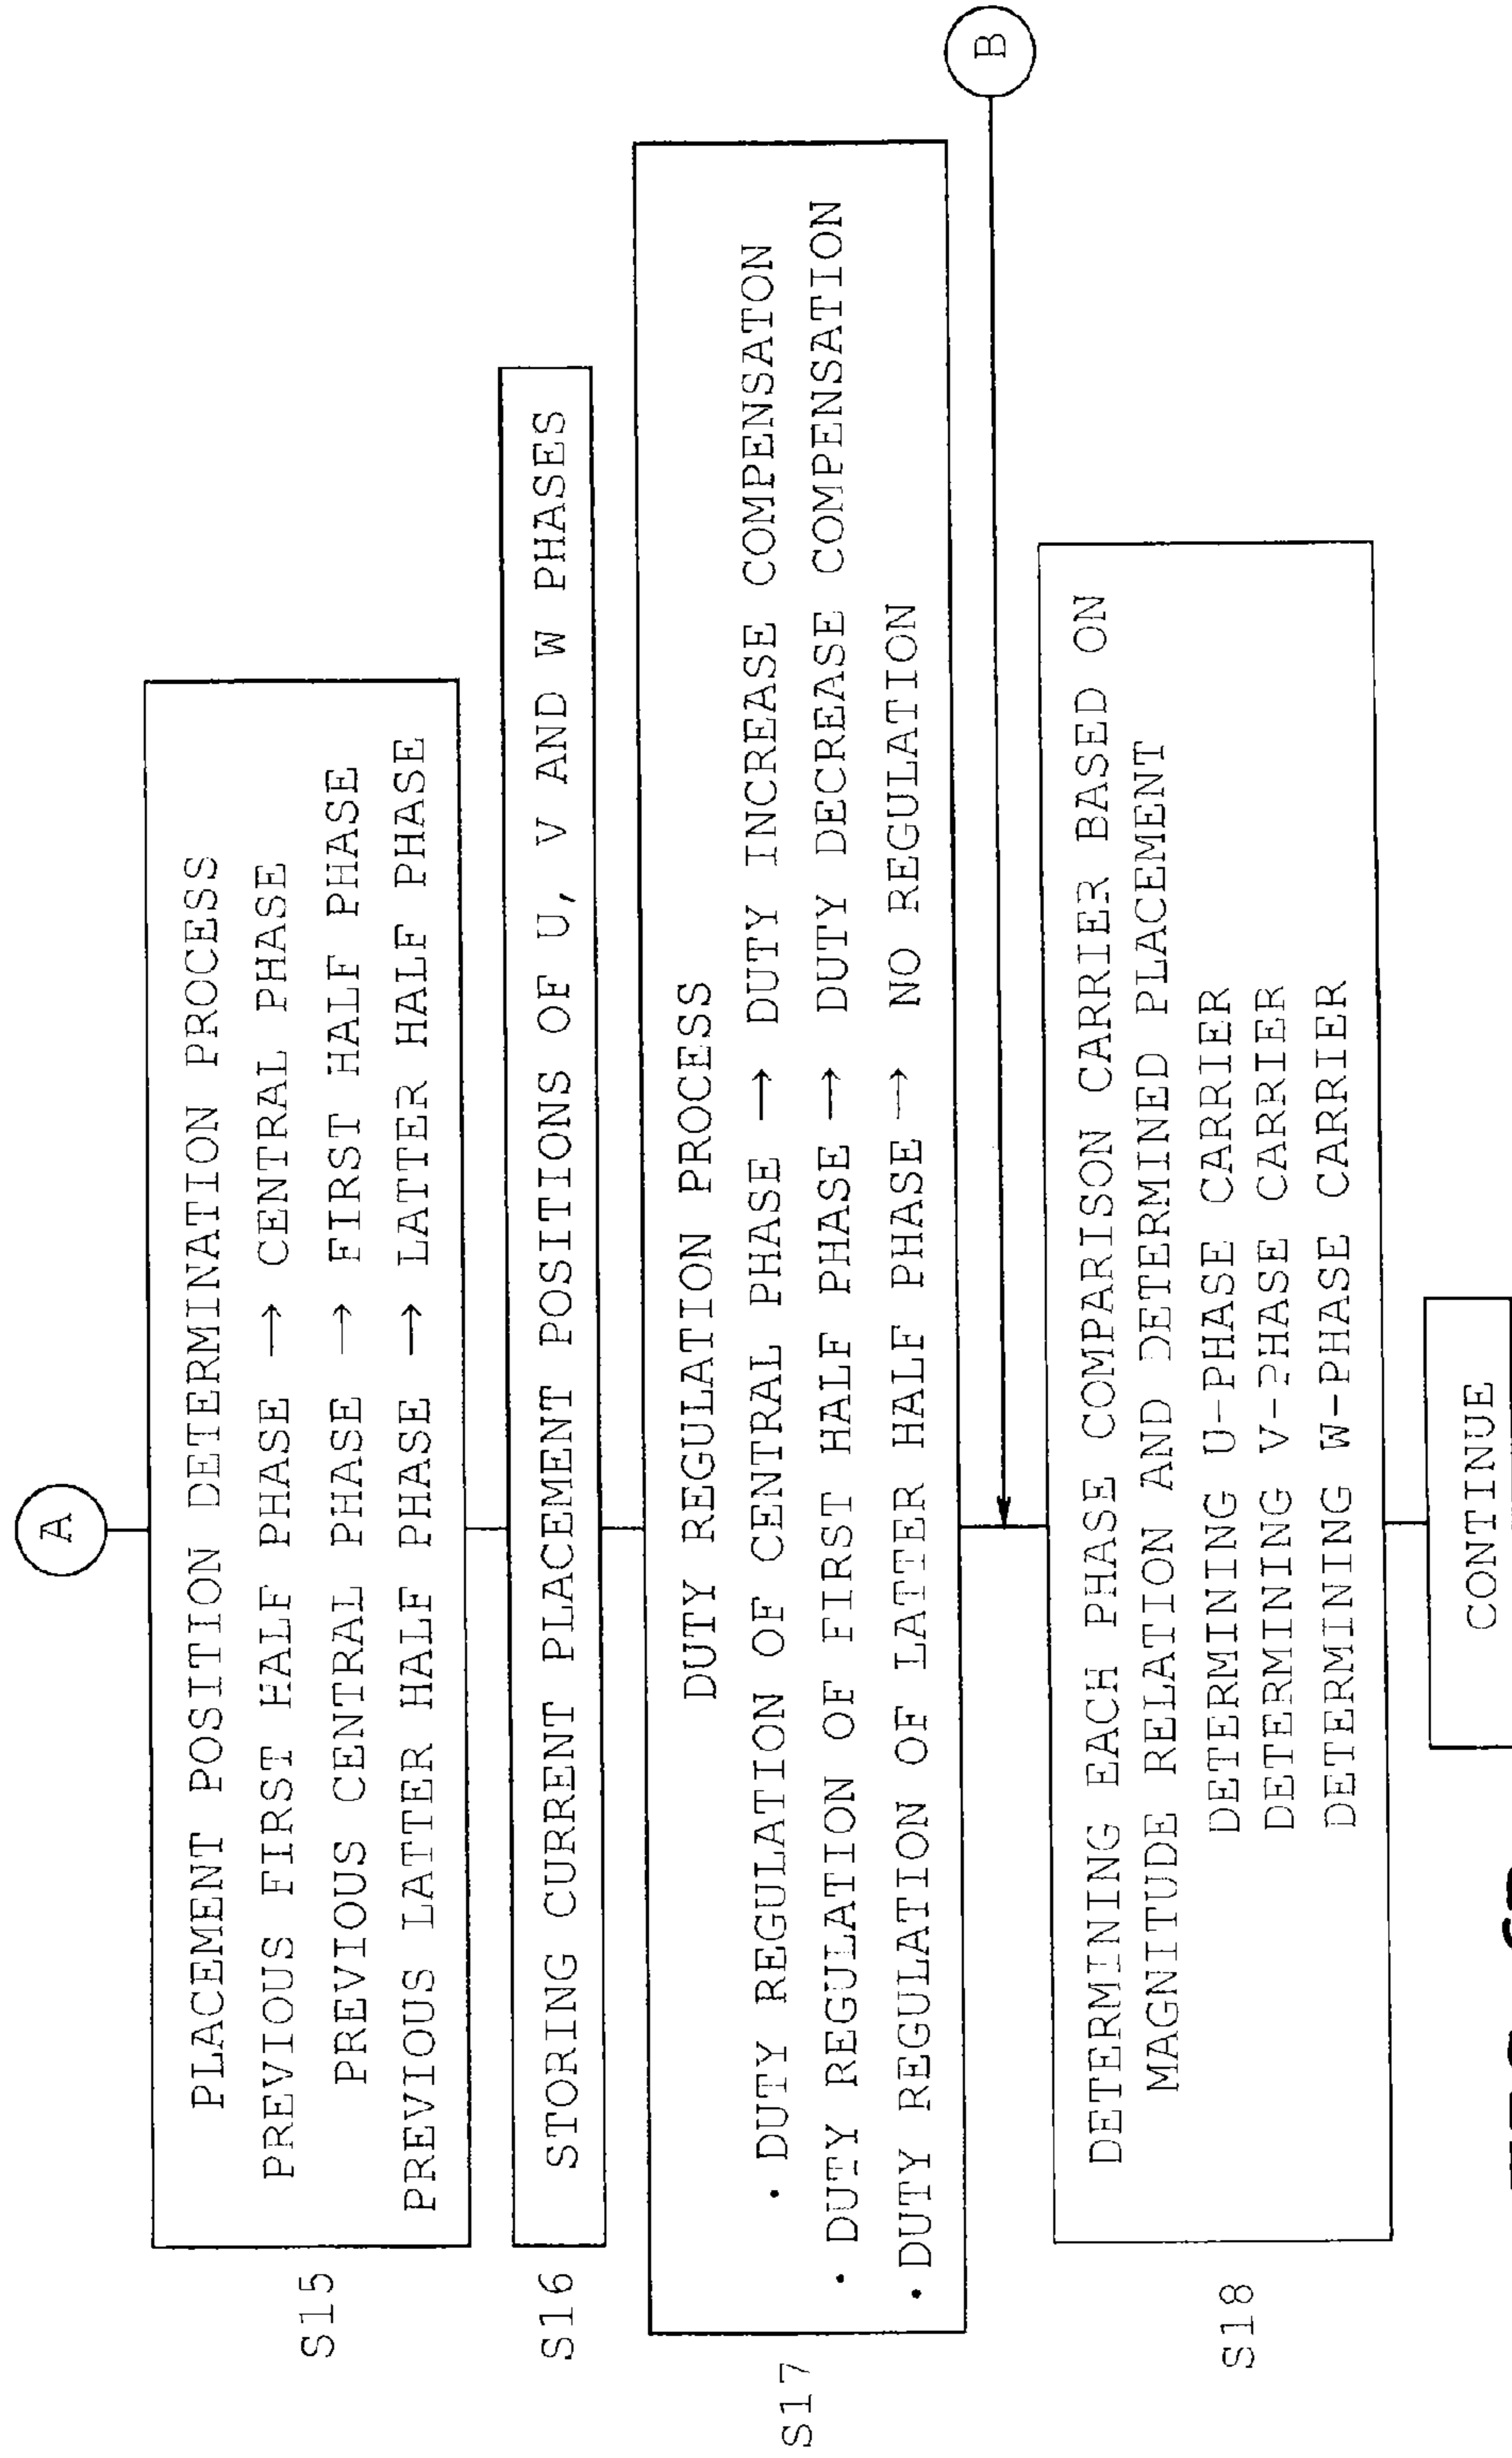 A
PLACEMENT POSITION DETERMINATION PROCESS
PREVIOUS FIRST HALF PHASE → CENTRAL PHASE
PREVIOUS CENTRAL PHASE → FIRST HALF PHASE
PREVIOUS LATTER HALF PHASE → LATTER HALF PHASE
S15
STORING CURRENT PLACEMENT POSITIONS OF U, V AND W PHASES
S16
DUTY REGULATION PROCESS
· DUTY REGULATION OF CENTRAL PHASE → DUTY INCREASE COMPENSATON
· DUTY REGULATION OF FIRST HALF PHASE → DUTY DECREASE COMPENSATION
· DUTY REGULATION OF LATTER HALF PHASE → NO REGULATION
S17
B
DETERMINING EACH PHASE COMPARISON CARRIER BASED ON
MAGNITUDE RELATION AND DETERMINED PLACEMENT
DETERMINING U-PHASE CARRIER
DETERMINING V-PHASE CARRIER
DETERMINING W-PHASE CARRIER
S18
CONTINUE